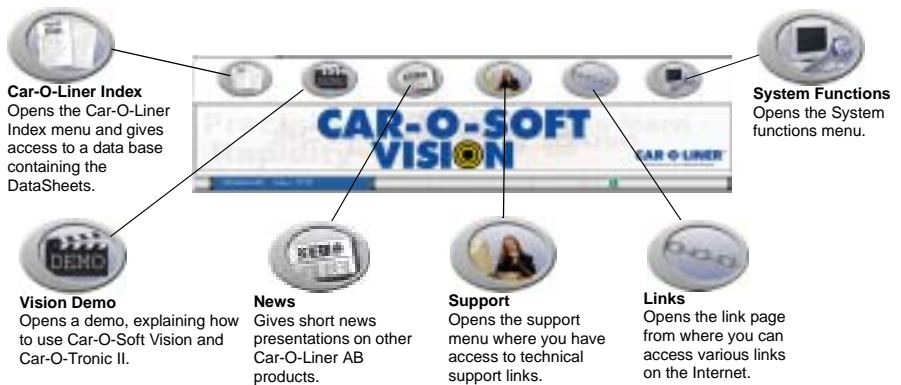 Car-O-Liner Index
Opens the Car-O-Liner
Index menu and gives
access to a data base
containing the
DataSheets.
System Functions
Opens the System
functions menu.
CAR-O-SOFT
VISION
CAR-O-LINER
DEMO
Vision Demo
Opens a demo, explaining how
to use Car-O-Soft Vision and
Car-O-Tronic II.
NEWS
News
Gives short news
presentations on other
Car-O-Liner AB
products.
Support
Opens the support
menu where you have
access to technical
support links.
Links
Opens the link page
from where you can
access various links
on the Internet.